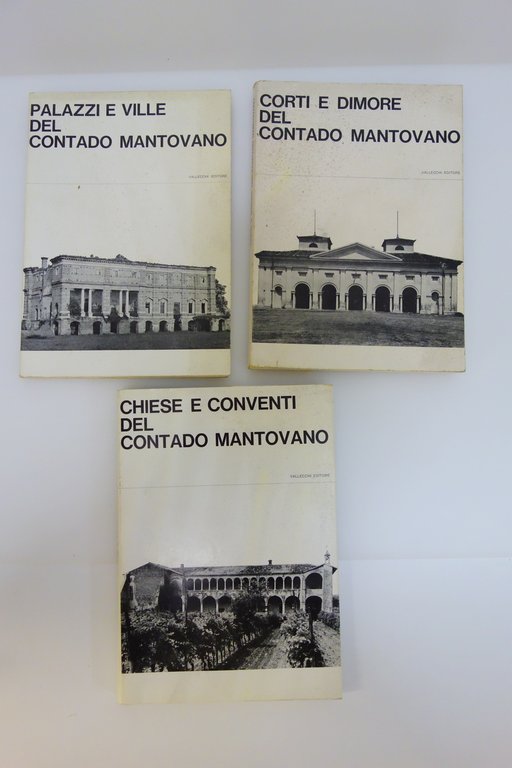 PALAZZI E VILLE
DEL
CONTADO MANTOVANO
VALLECCHI EDITORE
CORTI E DIMORE
DEL
CONTADO MANTOVANO
VALLECCHI EDITORE
CHIESE E CONVENTI
DEL
CONTADO MANTOVANO
VALLECCHI EDITORE